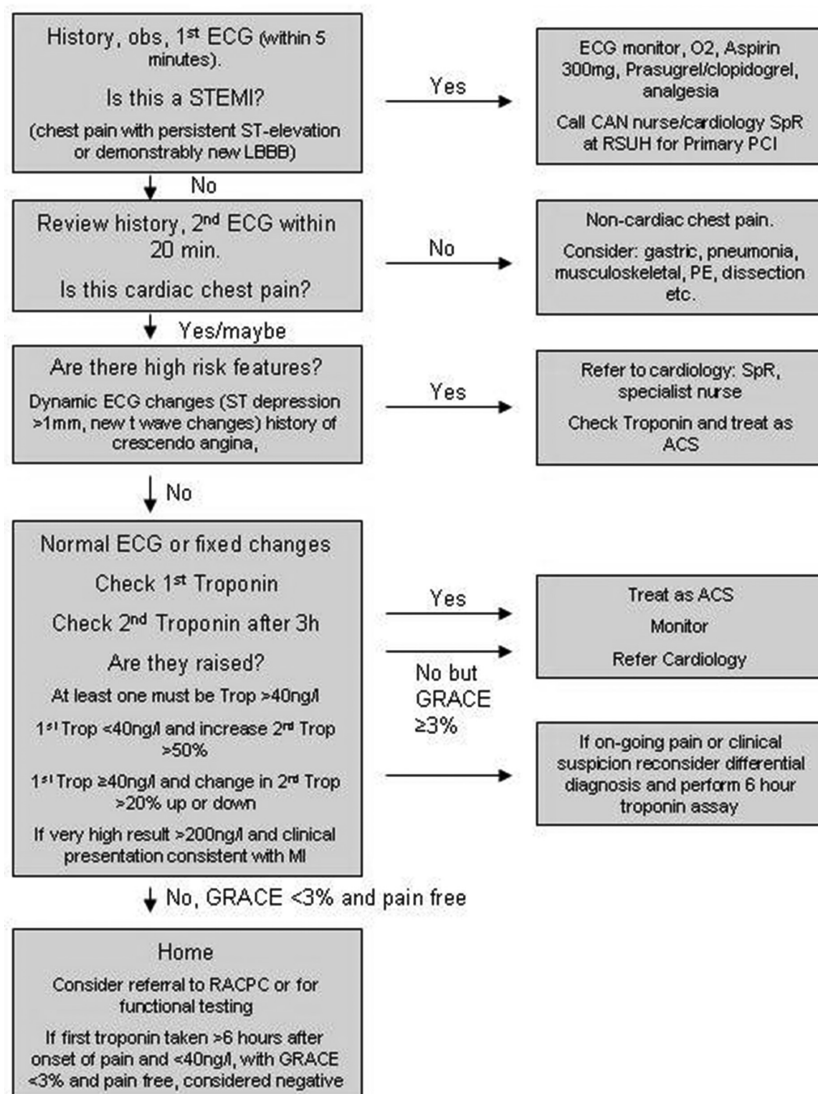 History, obs, 1st ECG (within 5
minutes).
Is this a STEMI?
(chest pain with persistent ST-elevation
or demonstrably new LBBB)
Yes
ECG monitor, O2, Aspirin
300mg, Prasugrel/clopidogrel,
analgesia
Call CAN nurse/cardiology SpR
at RSUH for Primary PCI
No
Review history, 2nd ECG within
20 min.
Is this cardiac chest pain?
No
Non-cardiac chest pain.
Consider: gastric, pneumonia,
musculoskeletal, PE, dissection
etc.
Yes/maybe
Are there high risk features?
Dynamic ECG changes (ST depression
>1mm, new t wave changes) history of
crescendo angina,
Yes
Refer to cardiology: SpR,
specialist nurse
Check Troponin and treat as
ACS
No
Normal ECG or fixed changes
Check 1st Troponin
Check 2nd Troponin after 3h
Are they raised?
At least one must be Trop >40ng/l
1st Trop <40ng/l and increase 2nd Trop
>50%
1st Trop ≥40ng/l and change in 2nd Trop
>20% up or down
If very high result >200ng/l and clinical
presentation consistent with MI
Yes
No but
GRACE
≥3%
Treat as ACS
Monitor
Refer Cardiology
If on-going pain or clinical
suspicion reconsider differential
diagnosis and perform 6 hour
troponin assay
No, GRACE <3% and pain free
Home
Consider referral to RACPC or for
functional testing
If first troponin taken >6 hours after
onset of pain and <40ng/l, with GRACE
<3% and pain free, considered negative